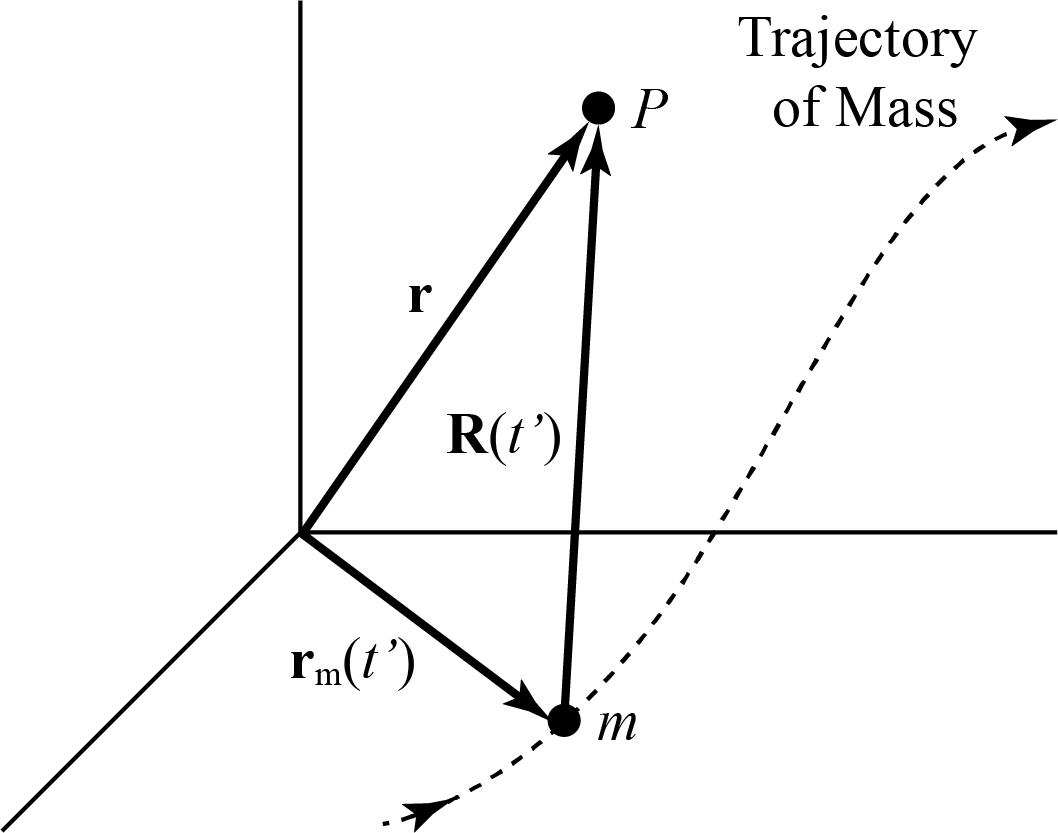 Trajectory
of Mass
P
r
R(t’)
rm(t’)
m